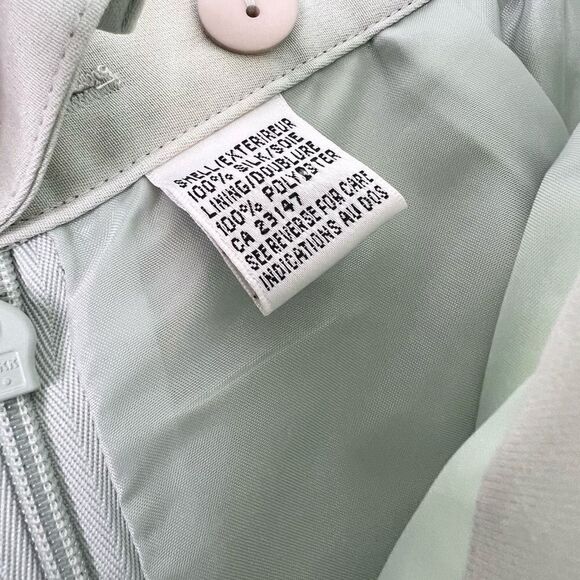 SHELL/EXTERIEUR
100% SILK/SOIE
LINING/DOUBLURE
100% POLYESTER
CA 23147
SEE REVERSE FOR CARE
INDICATIONS AU DOS